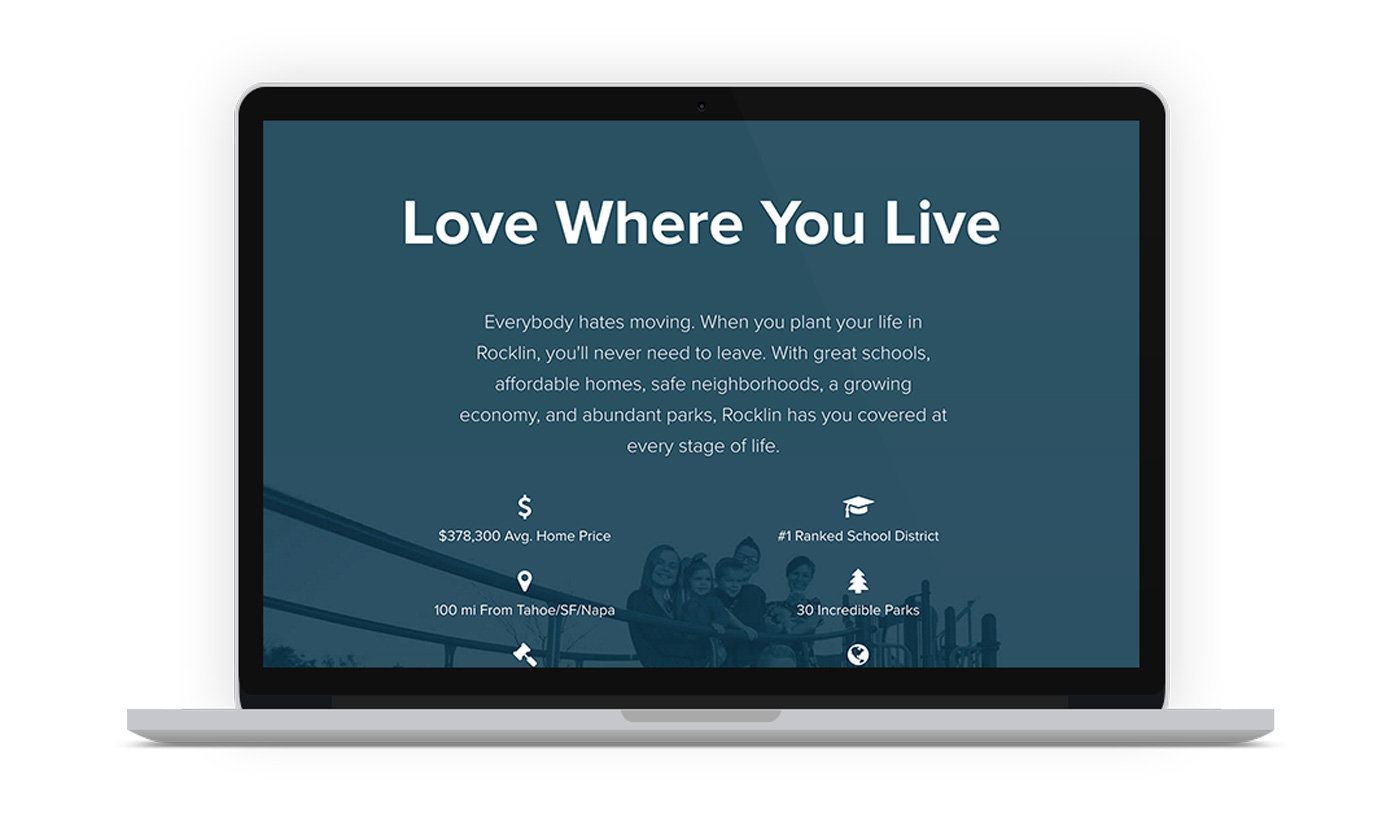 Love Where You Live
Everybody hates moving. When you plant your life in
Rocklin, you'll never need to leave. With great schools,
affordable homes, safe neighborhoods, a growing
economy, and abundant parks, Rocklin has you covered at
every stage of life.
$378,300 Avg. Home Price
#1 Ranked School District
100 mi From Tahoe/SF/Napa
30 Incredible Parks